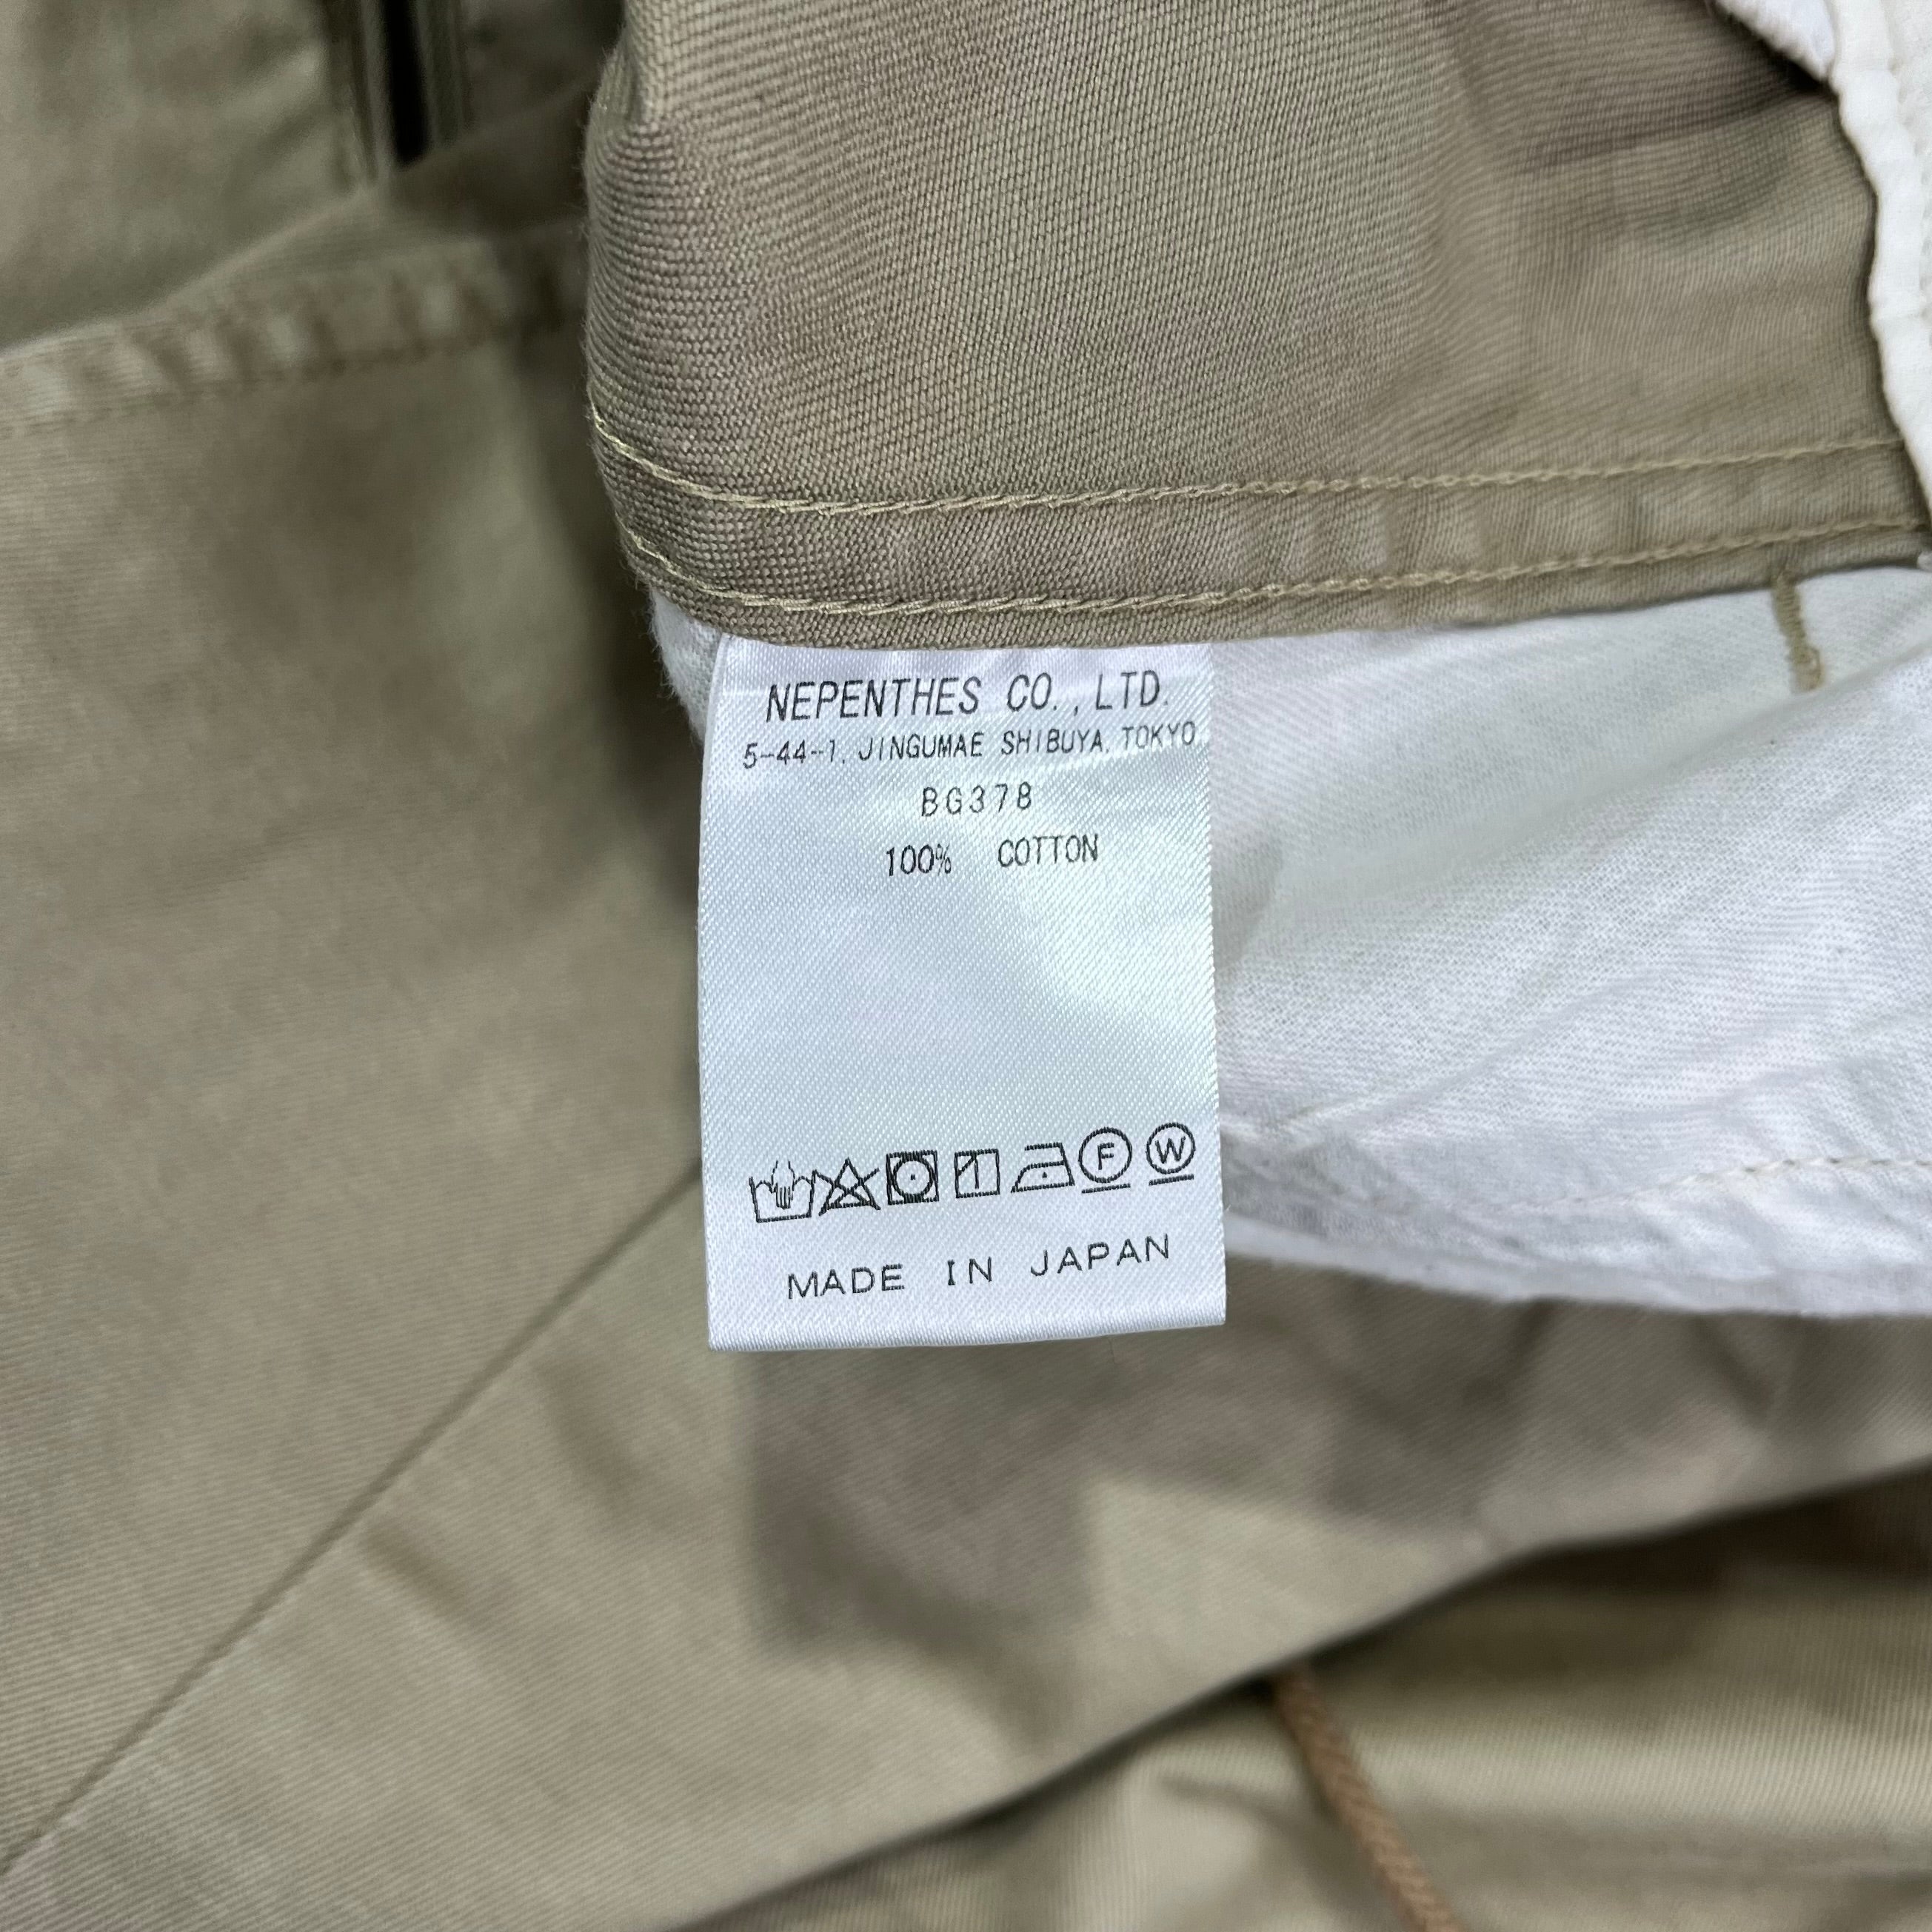 NEPENTHES CO.,LTD.
5-44-1, JINGUMAE SHIBUYA, TOKYO
BG378
100% COTTON
F W
MADE IN JAPAN